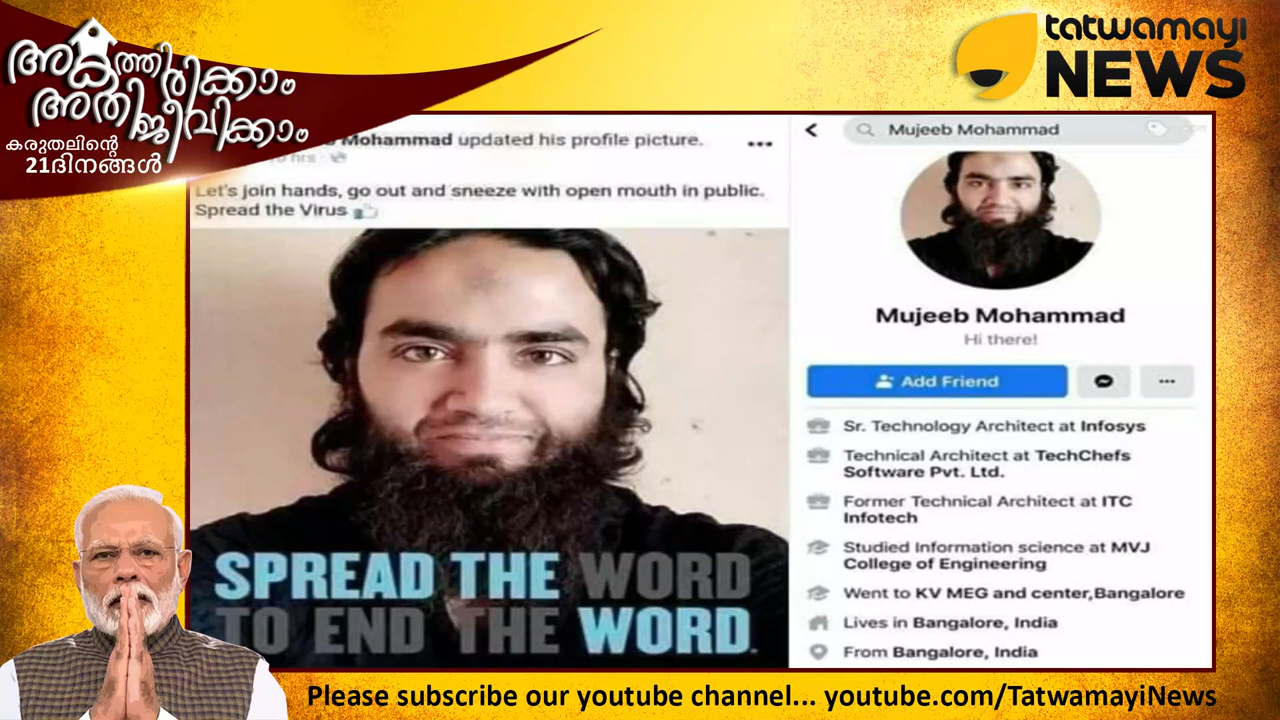 അകത്തിരിക്കാം
അതിജീവിക്കാം
കരുതലിന്റെ
21ദിനങ്ങൾ
tatwamayi
NEWS
Mohammad updated his profile picture.
hrs
Let's join hands, go out and sneeze with open mouth in public.
Spread the Virus
SPREAD THE WORD
TO END THE WORD.
Mujeeb Mohammad
Mujeeb Mohammad
Hi there!
Add Friend
Sr. Technology Architect at Infosys
Technical Architect at TechChefs
Software Pvt. Ltd.
Former Technical Architect at ITC
Infotech
Studied Information science at MVJ
College of Engineering
Went to KV MEG and center,Bangalore
Lives in Bangalore, India
From Bangalore, India
Please subscribe our youtube channel... youtube.com/TatwamayiNews